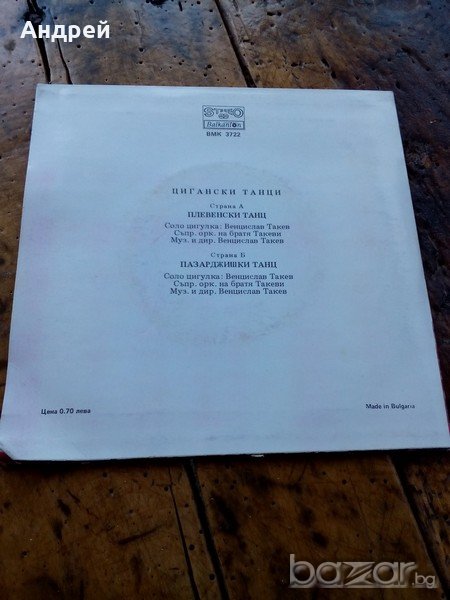 Андрей
STEREO
Balkanton
ВМК 3722
ЦИГАНСКИ ТАНЦИ
Страна А
ПЛЕВЕНСКИ ТАНЦ
Соло цигулка: Венцислав Такев
Съпр. орк. на братя Такеви
Муз. и дир. Венцислав Такев
Страна Б
ПАЗАРДЖИШКИ ТАНЦ
Соло цигулка: Венцислав Такев
Съпр. орк. на братя Такеви
Муз. и дир. Венцислав Такев
Цена 0.70 лева
Made in Bulgaria
bazar.bg